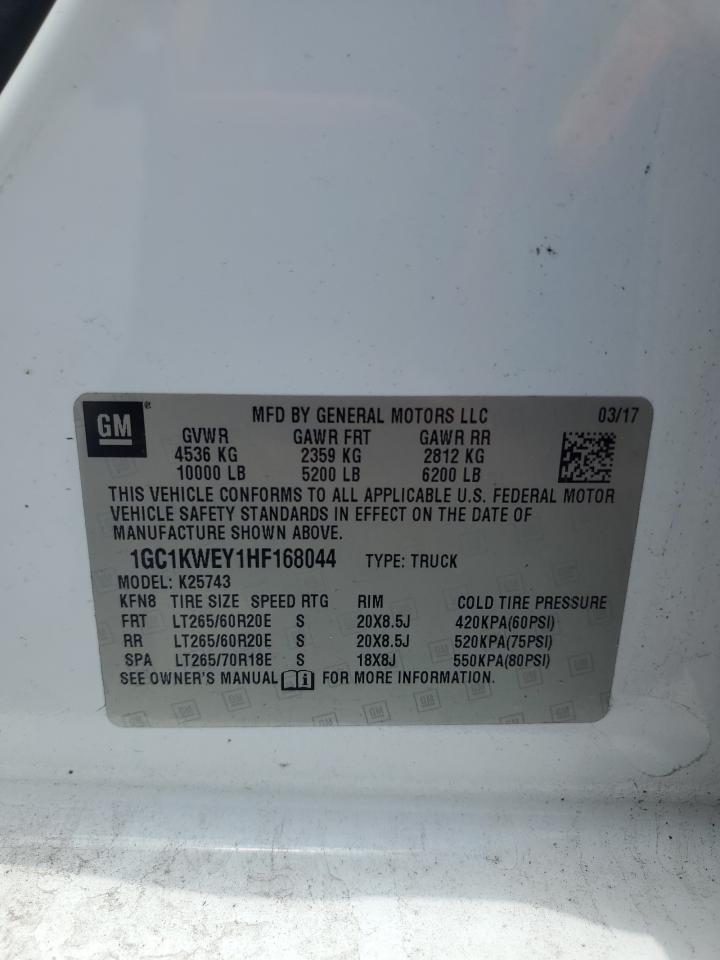 GM
MFD BY GENERAL MOTORS LLC 03/17
GVWR GAWR FRT GAWR RR
4536 KG 2359 KG 2812 KG
10000 LB 5200 LB 6200 LB
THIS VEHICLE CONFORMS TO ALL APPLICABLE U.S. FEDERAL MOTOR
VEHICLE SAFETY STANDARDS IN EFFECT ON THE DATE OF
MANUFACTURE SHOWN ABOVE.
1GC1KWEY1HF168044 TYPE: TRUCK
MODEL: K25743
KFN8 TIRE SIZE SPEED RTG RIM COLD TIRE PRESSURE
FRT LT265/60R20E S 20X8.5J 420KPA(60PSI)
RR LT265/60R20E S 20X8.5J 520KPA(75PSI)
SPA LT265/70R18E S 18X8J 550KPA(80PSI)
SEE OWNER'S MANUAL FOR MORE INFORMATION.